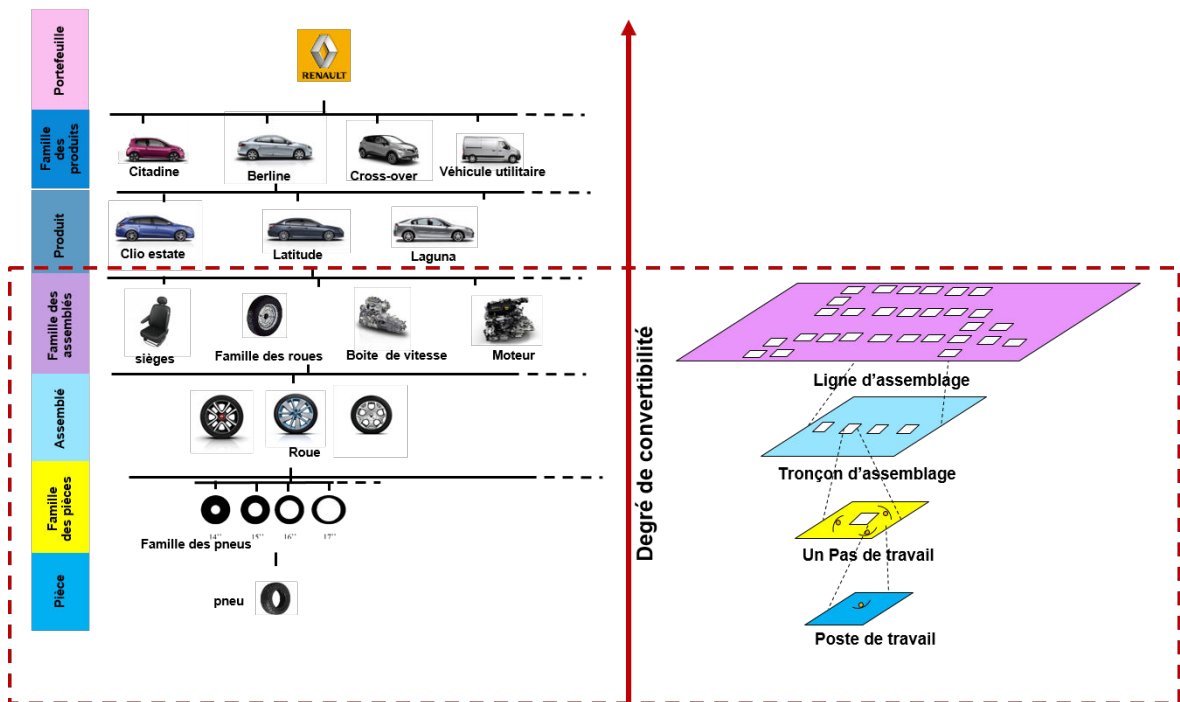 Portefeuille
RENAULT
Famille
des
produits
Citadine
Berline
Cross-over
Véhicule utilitaire
Produit
Clio estate
Latitude
Laguna
Famille des
assemblés
sièges
Famille des roues
Boite de vitesse
Moteur
Assemblé
Roue
Famille
des pièces
14’’
15’’
16’’
17’’
Famille des pneus
Pièce
pneu
Degré de convertibilité
Ligne d’assemblage
Tronçon d’assemblage
Un Pas de travail
Poste de travail